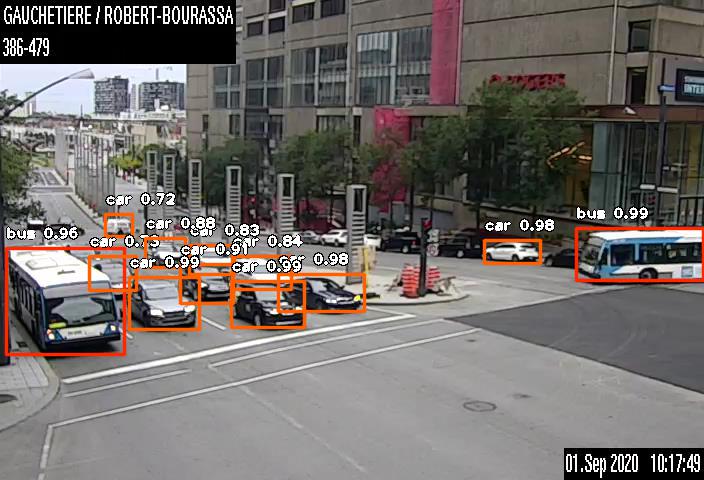 GAUCHETIERE / ROBERT-BOURASSA
386-479
ROGERS
car 0.72
car 0.88
car 0.83
bus 0.96
car 0.84
car 0.91
car 0.99
car 0.99
car 0.98
car 0.98
bus 0.99
01.Sep 2020 10:17:49